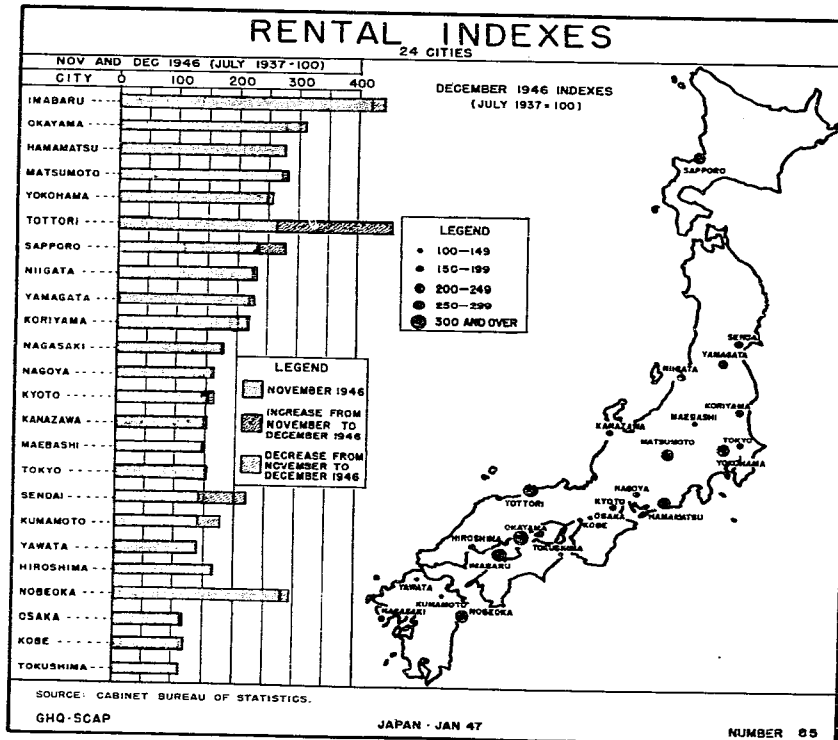 RENTAL INDEXES
24 CITIES
NOV AND DEC 1946 (JULY 1937-100)
CITY 0 100 200 300 400
IMABARU
OKAYAMA
HAMAMATSU
MATSUMOTO
YOKOHAMA
TOTTORI
SAPPORO
NIIGATA
YAMAGATA
KORIYAMA
NAGASAKI
NAGOYA
KYOTO
KANAZAWA
MAEBASHI
TOKYO
SENDAI
KUMAMOTO
YAWATA
HIROSHIMA
NOBEOKA
OSAKA
KOBE
TOKUSHIMA
LEGEND
NOVEMBER 1946
INCREASE FROM
NOVEMBER TO
DECEMBER 1946
DECREASE FROM
NOVEMBER TO
DECEMBER 1946
DECEMBER 1946 INDEXES
(JULY 1937=100)
LEGEND
100-149
150-199
200-249
250-299
300 AND OVER
SAPPORO
SENDAI
YAMAGATA
NIIGATA
KORIYAMA
MAEBASHI
KANAZAWA
TOKYO
MATSUMOTO
YOKOHAMA
NAGOYA
TOTTORI
KYOTO
HAMAMATSU
OSAKA
KOBE
OKAYAMA
HIROSHIMA
TOKUSHIMA
IMABARU
YAWATA
KUMAMOTO
NAGASAKI
NOBEOKA
SOURCE: CABINET BUREAU OF STATISTICS.
GHQ-SCAP
JAPAN - JAN 47
NUMBER 65